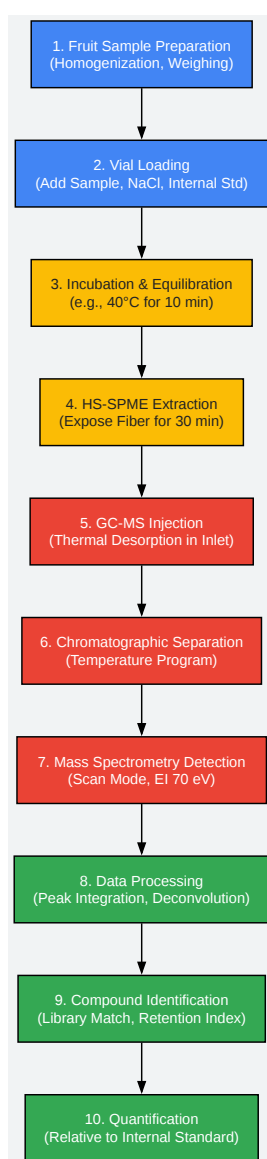 1. Fruit Sample Preparation
(Homogenization, Weighing)
2. Vial Loading
(Add Sample, NaCl, Internal Std)
3. Incubation & Equilibration
(e.g., 40°C for 10 min)
4. HS-SPME Extraction
(Expose Fiber for 30 min)
5. GC-MS Injection
(Thermal Desorption in Inlet)
6. Chromatographic Separation
(Temperature Program)
7. Mass Spectrometry Detection
(Scan Mode, EI 70 eV)
8. Data Processing
(Peak Integration, Deconvolution)
9. Compound Identification
(Library Match, Retention Index)
10. Quantification
(Relative to Internal Standard)